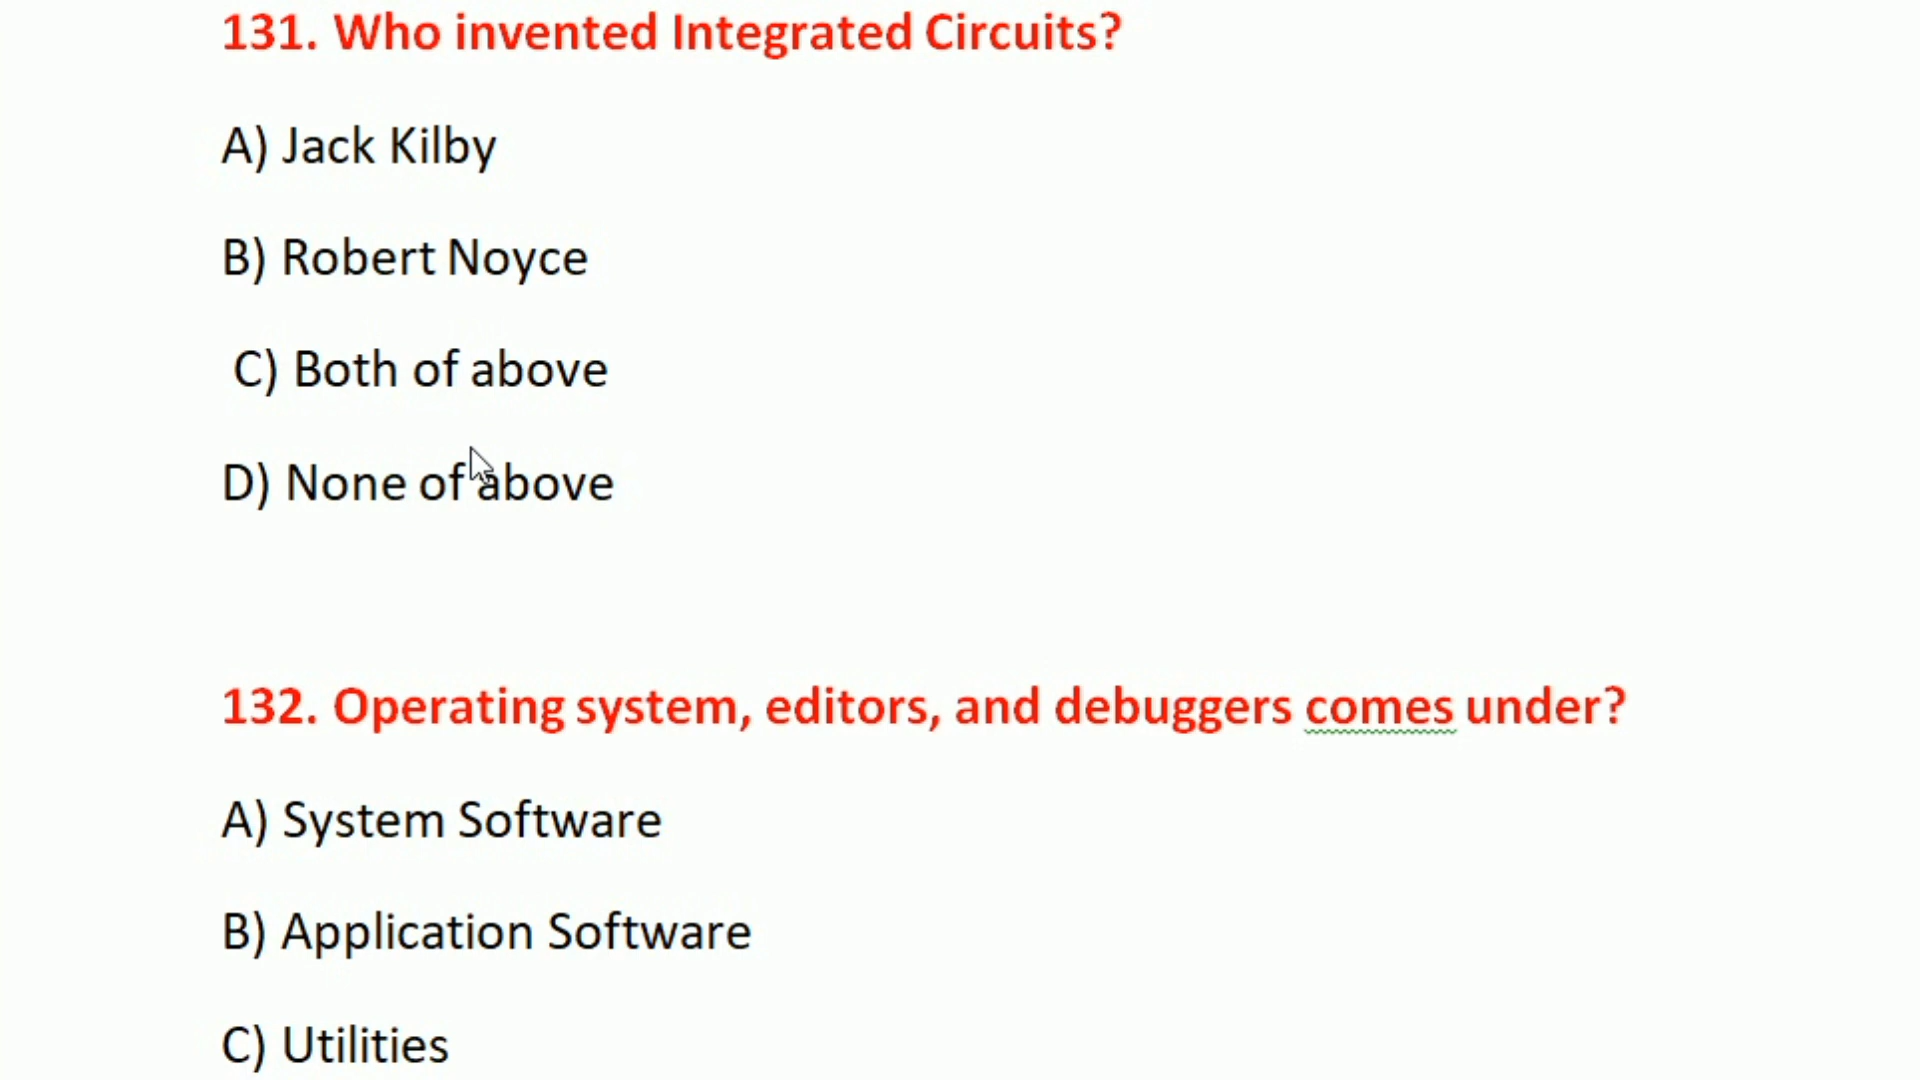 131. Who invented Integrated Circuits?
A) Jack Kilby
B) Robert Noyce
C) Both of above
D) None of above
132. Operating system, editors, and debuggers comes under?
A) System Software
B) Application Software
C) Utilities